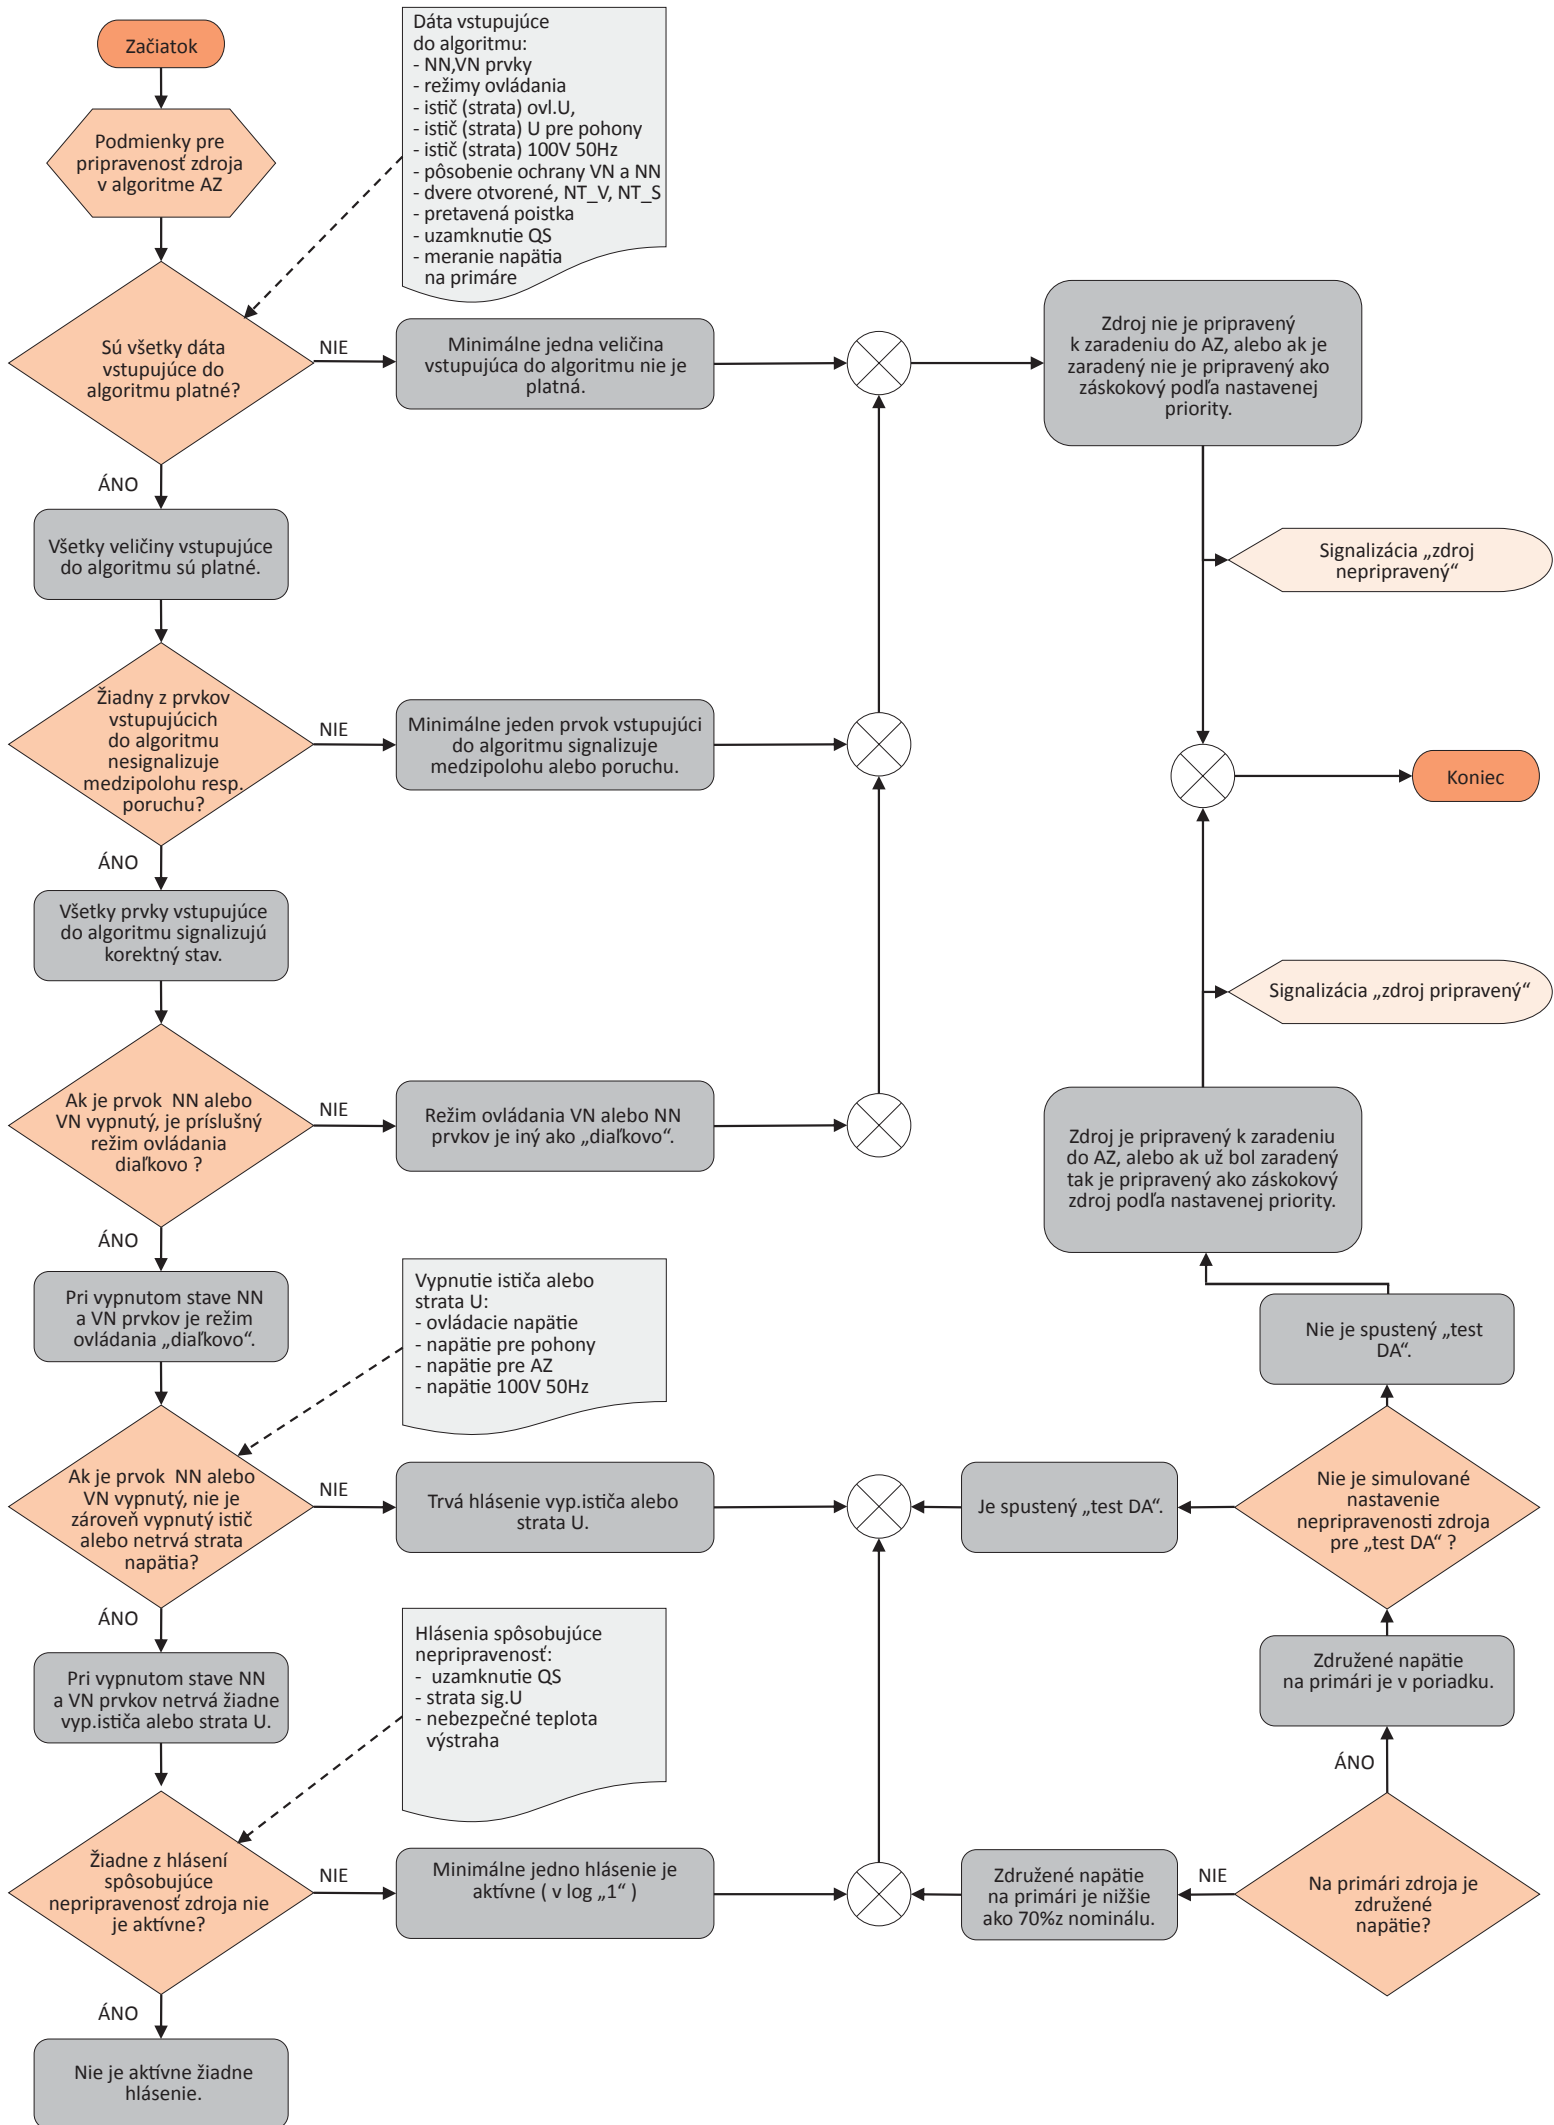 Začiatok
Podmienky pre
pripravenosť zdroja
v algoritme AZ
Dáta vstupujúce
do algoritmu:
- NN,VN prvky
- režimy ovládania
- istič (strata) ovl.U,
- istič (strata) U pre pohony
- istič (strata) 100V 50Hz
- pôsobenie ochrany VN a NN
- dvere otvorené, NT_V, NT_S
- pretavená poistka
- uzamknutie QS
- meranie napätia
na primáre
Sú všetky dáta
vstupujúce do
algoritmu platné?
NIE
Minimálne jedna veličina
vstupujúca do algoritmu nie je
platná.
Zdroj nie je pripravený
k zaradeniu do AZ, alebo ak je
zaradený nie je pripravený ako
záskokový podľa nastavenej
priority.
ÁNO
Všetky veličiny vstupujúce
do algoritmu sú platné.
Signalizácia „zdroj
nepripravený“
Žiadny z prvkov
vstupujúcich
do algoritmu
nesignalizuje
medzipolohu resp.
poruchu?
NIE
Minimálne jeden prvok vstupujúci
do algoritmu signalizuje
medzipolohu alebo poruchu.
Koniec
ÁNO
Všetky prvky vstupujúce
do algoritmu signalizujú
korektný stav.
Signalizácia „zdroj pripravený“
Ak je prvok  NN alebo
VN vypnutý, je príslušný
režim ovládania
diaľkovo ?
NIE
Režim ovládania VN alebo NN
prvkov je iný ako „diaľkovo“.
Zdroj je pripravený k zaradeniu
do AZ, alebo ak už bol zaradený
tak je pripravený ako záskokový
zdroj podľa nastavenej priority.
ÁNO
Pri vypnutom stave NN
a VN prvkov je režim
ovládania „diaľkovo“.
Vypnutie ističa alebo
strata U:
- ovládacie napätie
- napätie pre pohony
- napätie pre AZ
- napätie 100V 50Hz
Nie je spustený „test
DA“.
Ak je prvok  NN alebo
VN vypnutý, nie je
zároveň vypnutý istič
alebo netrvá strata
napätia?
NIE
Trvá hlásenie vyp.ističa alebo
strata U.
Je spustený „test DA“.
Nie je simulované
nastavenie
nepripravenosti zdroja
pre „test DA“ ?
ÁNO
Pri vypnutom stave NN
a VN prvkov netrvá žiadne
vyp.ističa alebo strata U.
Hlásenia spôsobujúce
nepripravenosť:
-  uzamknutie QS
- strata sig.U
- nebezpečné teplota
výstraha
Združené napätie
na primári je v poriadku.
ÁNO
Žiadne z hlásení
spôsobujúce
nepripravenosť zdroja nie
je aktívne?
NIE
Minimálne jedno hlásenie je
aktívne ( v log „1“ )
Združené napätie
na primári je nižšie
ako 70%z nominálu.
NIE
Na primári zdroja je
združené
napätie?
ÁNO
Nie je aktívne žiadne
hlásenie.